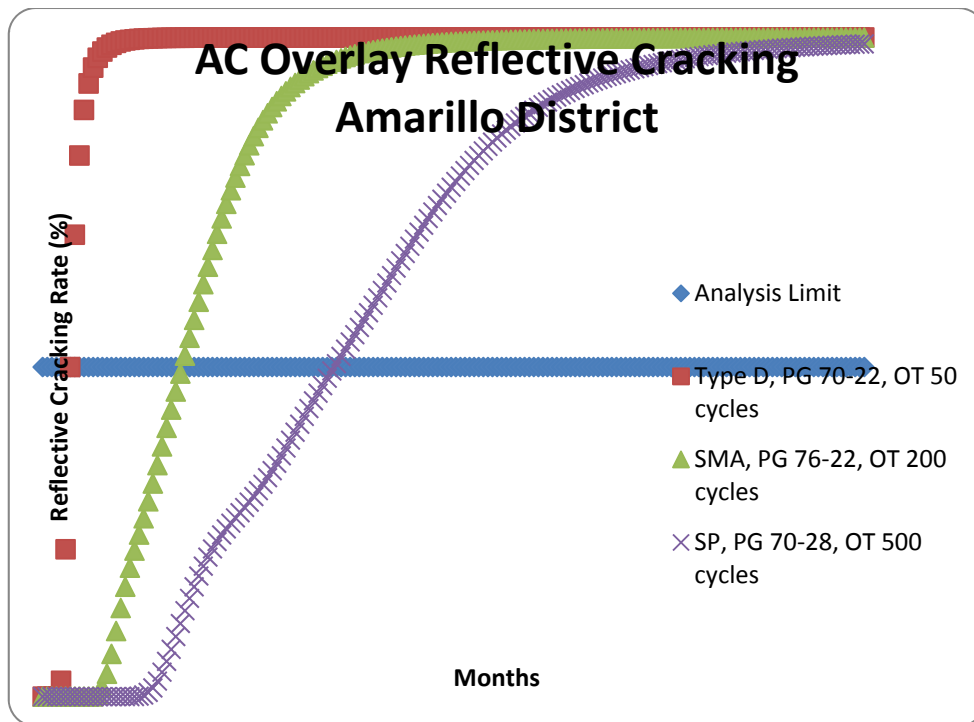 AC Overlay Reflective Cracking
Amarillo District
Reflective Cracking Rate (%)
Analysis Limit
Type D, PG 70-22, OT 50
cycles
SMA, PG 76-22, OT 200
cycles
SP, PG 70-28, OT 500
cycles
Months